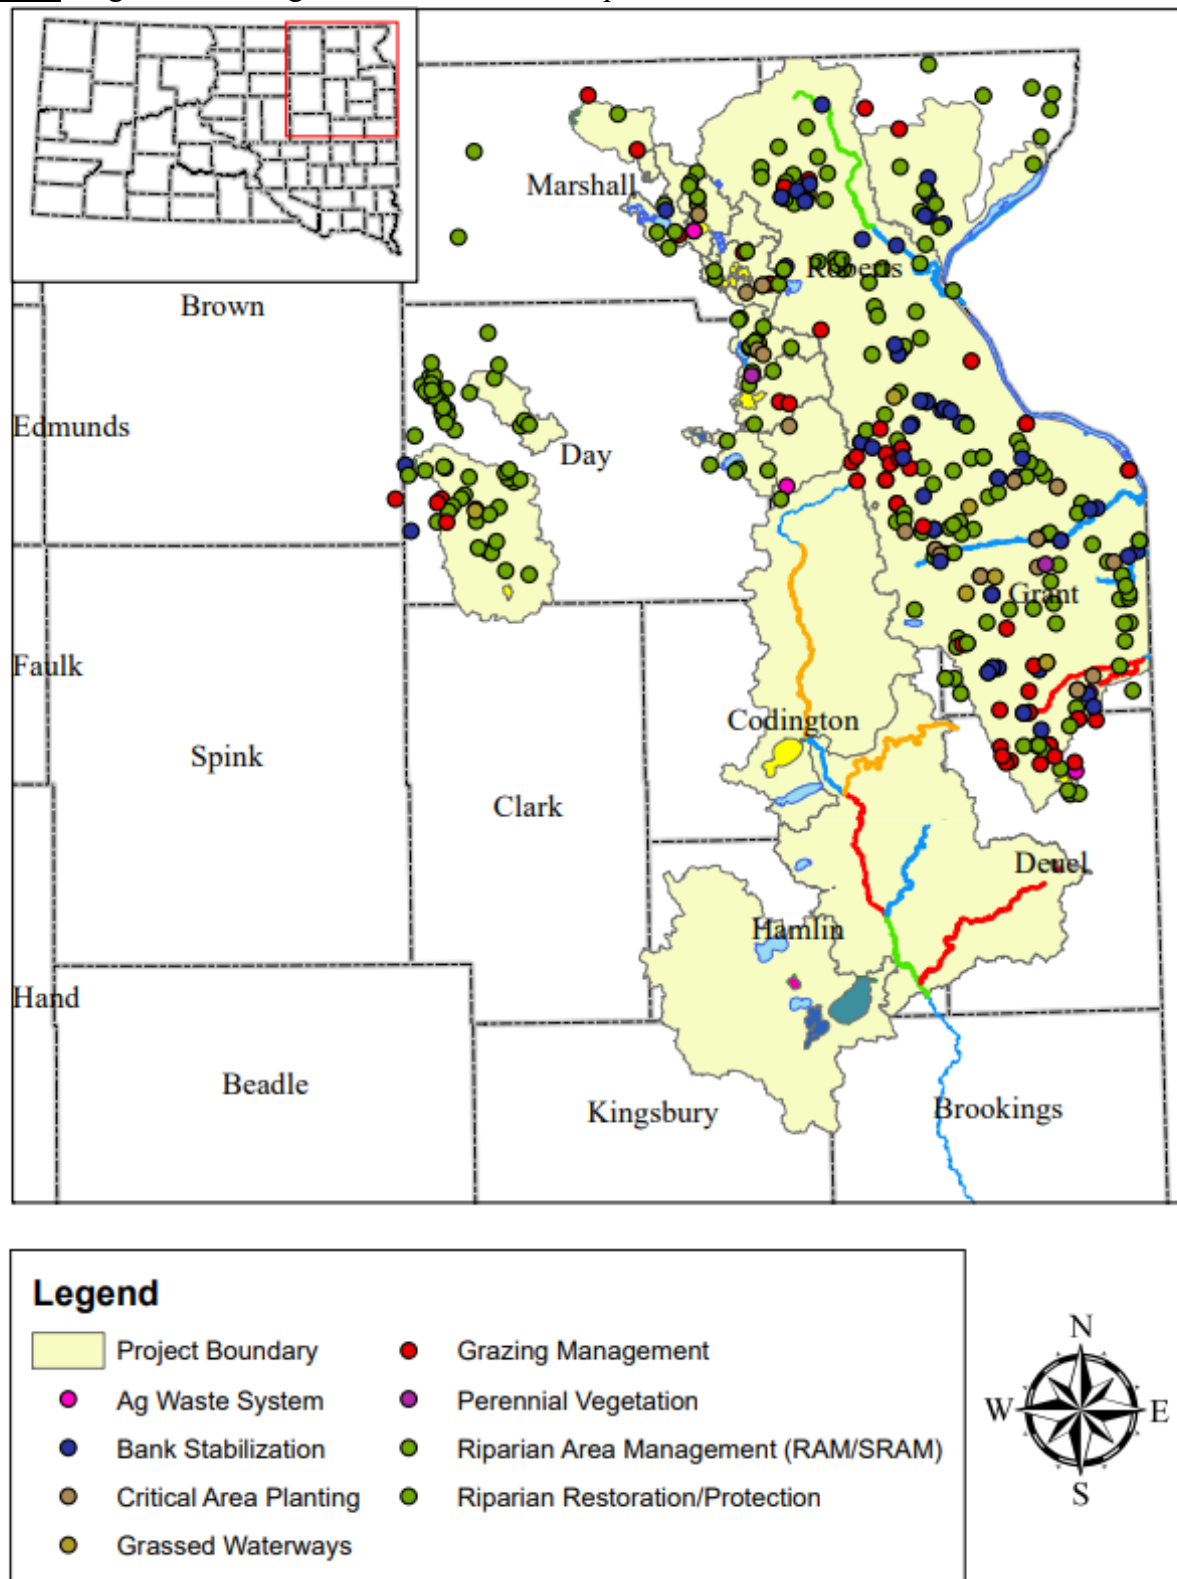 Marshall
Roberts
Brown
Edmunds
Day
Grant
Faulk
Codington
Spink
Clark
Deuel
Hamlin
Hand
Beadle
Kingsbury
Brookings
Legend
Project Boundary
Grazing Management
Ag Waste System
Perennial Vegetation
Bank Stabilization
Riparian Area Management (RAM/SRAM)
Critical Area Planting
Riparian Restoration/Protection
Grassed Waterways
N
W
E
S